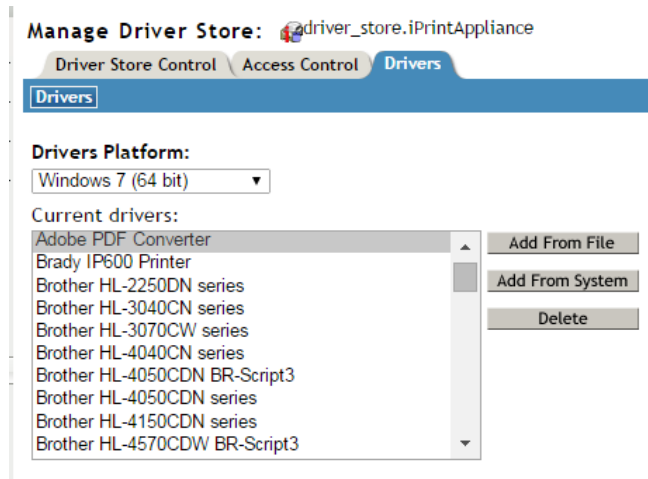 Manage Driver Store: driver_store.iPrintAppliance
Driver Store Control Access Control Drivers
Drivers
Drivers Platform:
Windows 7 (64 bit)
Current drivers:
Adobe PDF Converter
Brady IP600 Printer
Brother HL-2250DN series
Brother HL-3040CN series
Brother HL-3070CW series
Brother HL-4040CN series
Brother HL-4050CDN BR-Script3
Brother HL-4050CDN series
Brother HL-4150CDN series
Brother HL-4570CDW BR-Script3
Add From File
Add From System
Delete